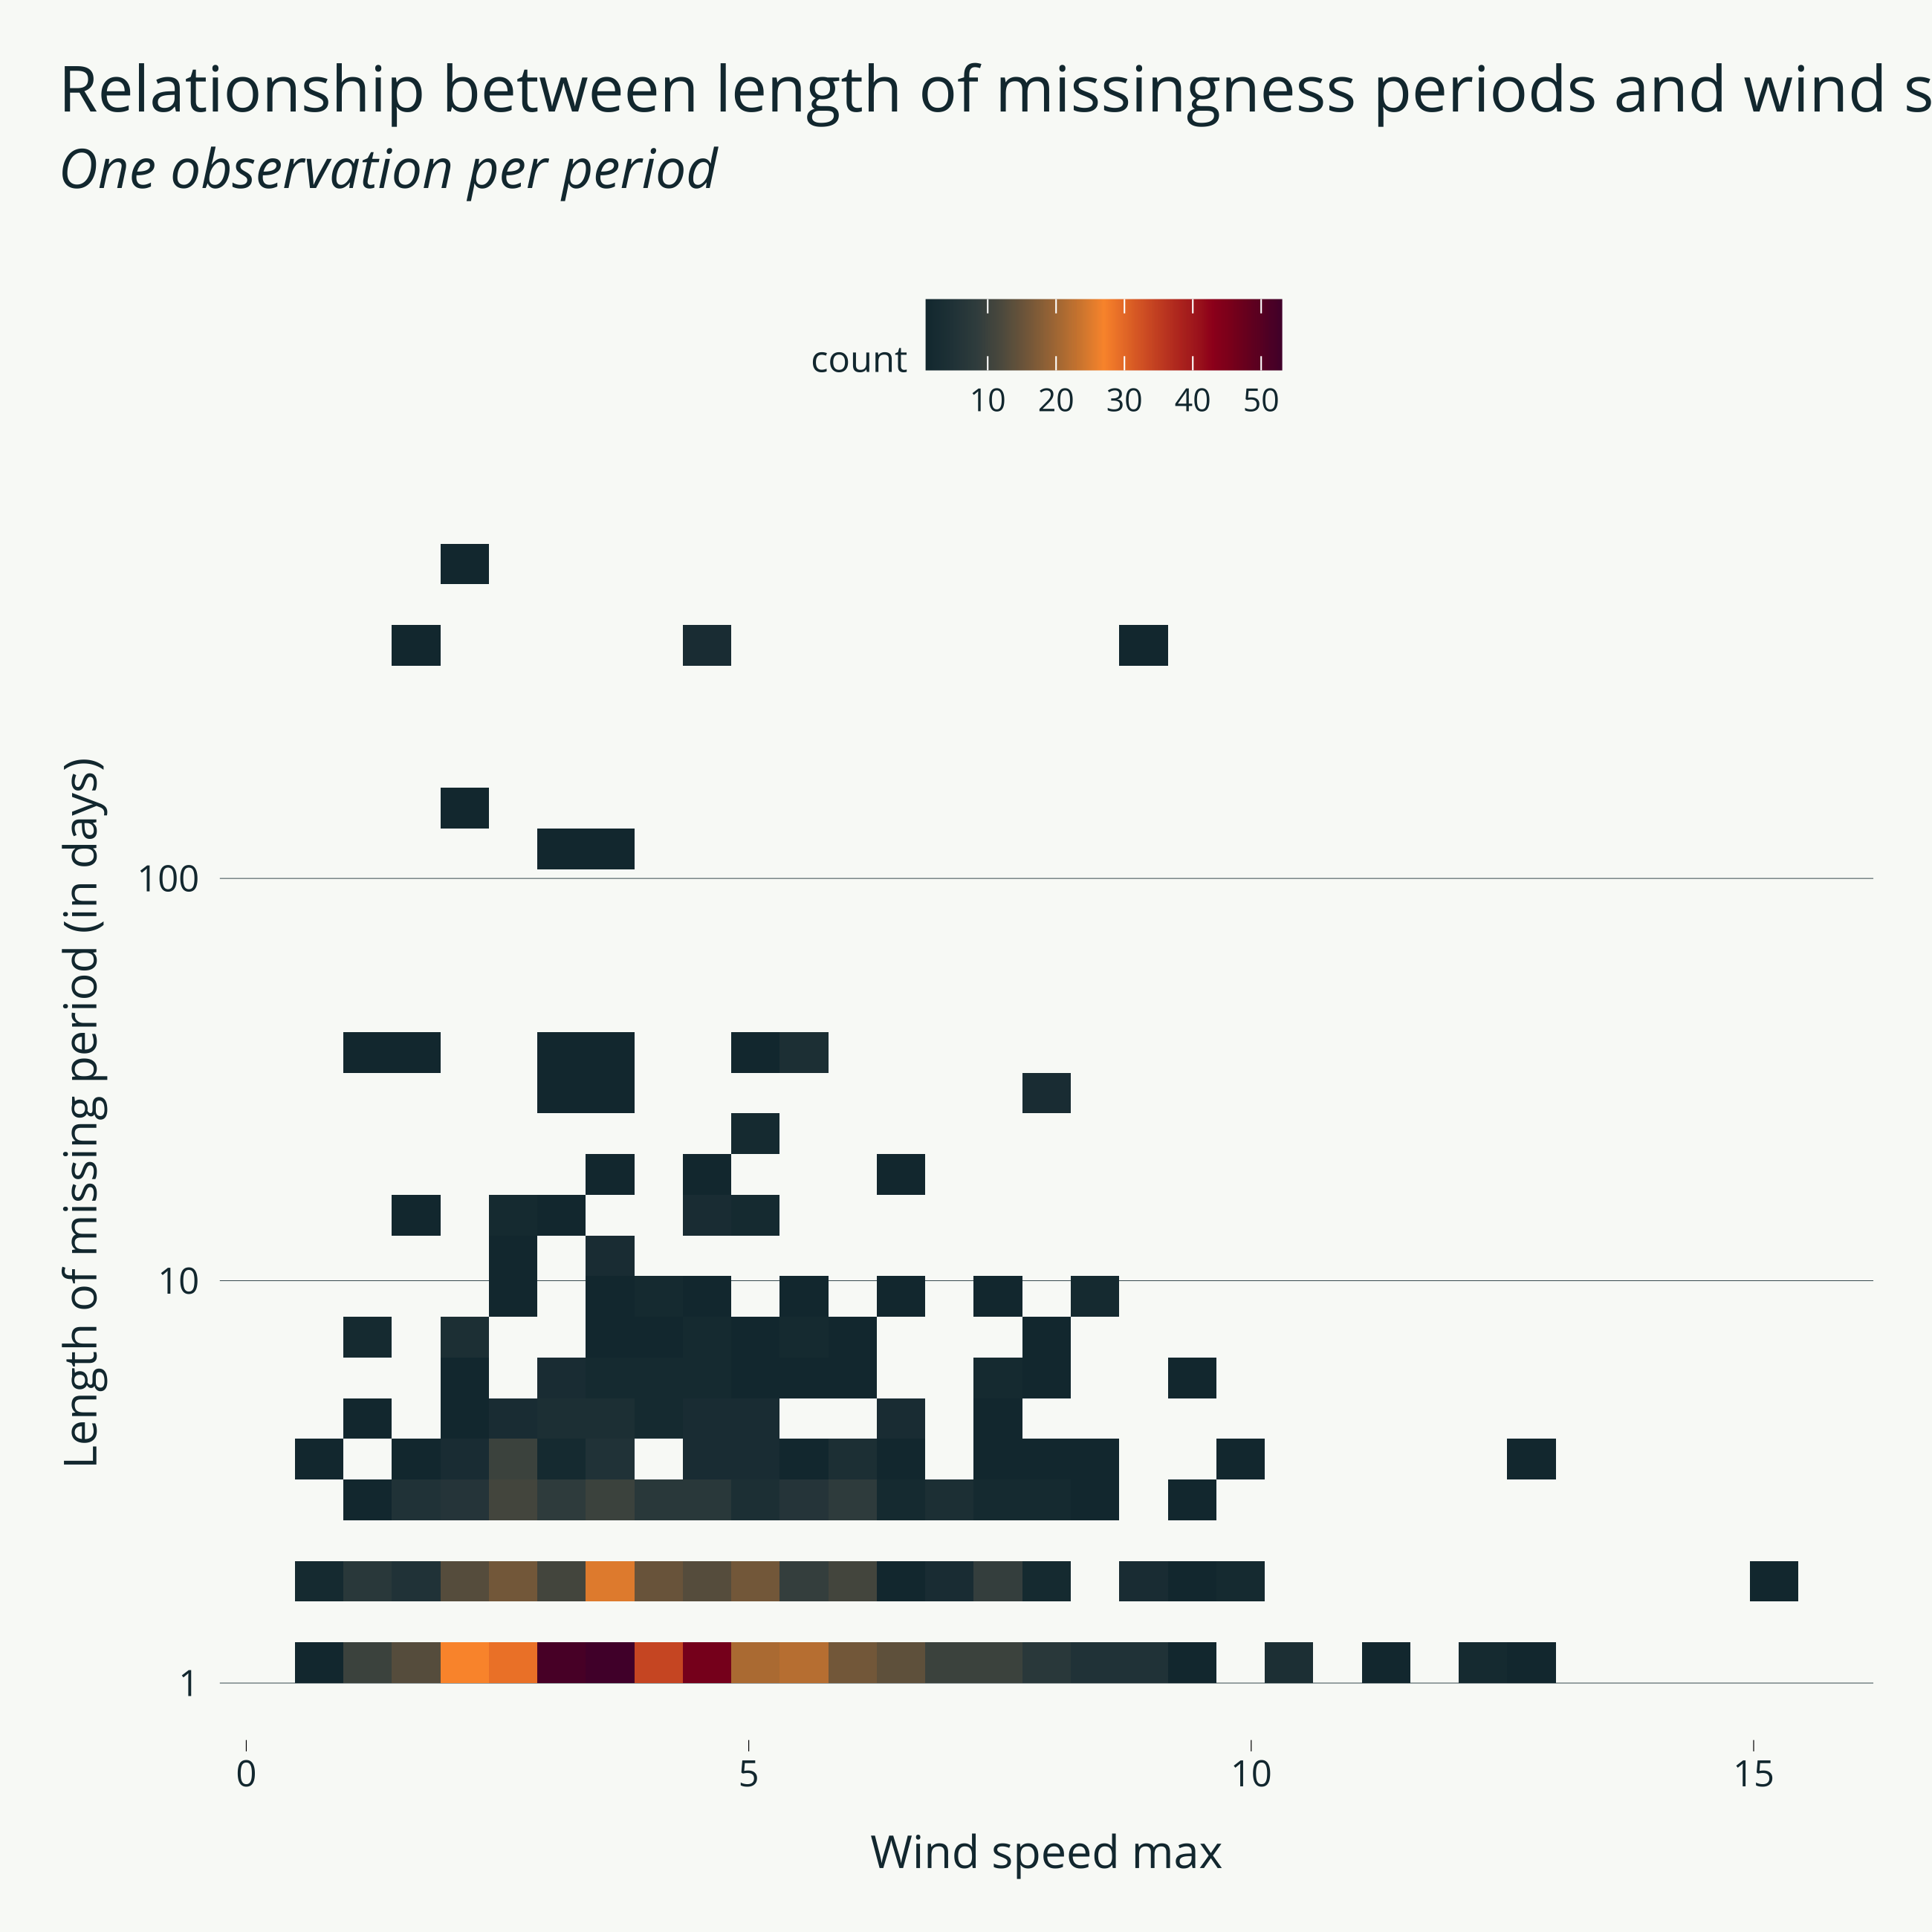 Relationship between length of missingness periods and wind s
One observation per period
count
10 20 30 40 50
Length of missing period (in days)
100
10
1
0 5 10 15
Wind speed max